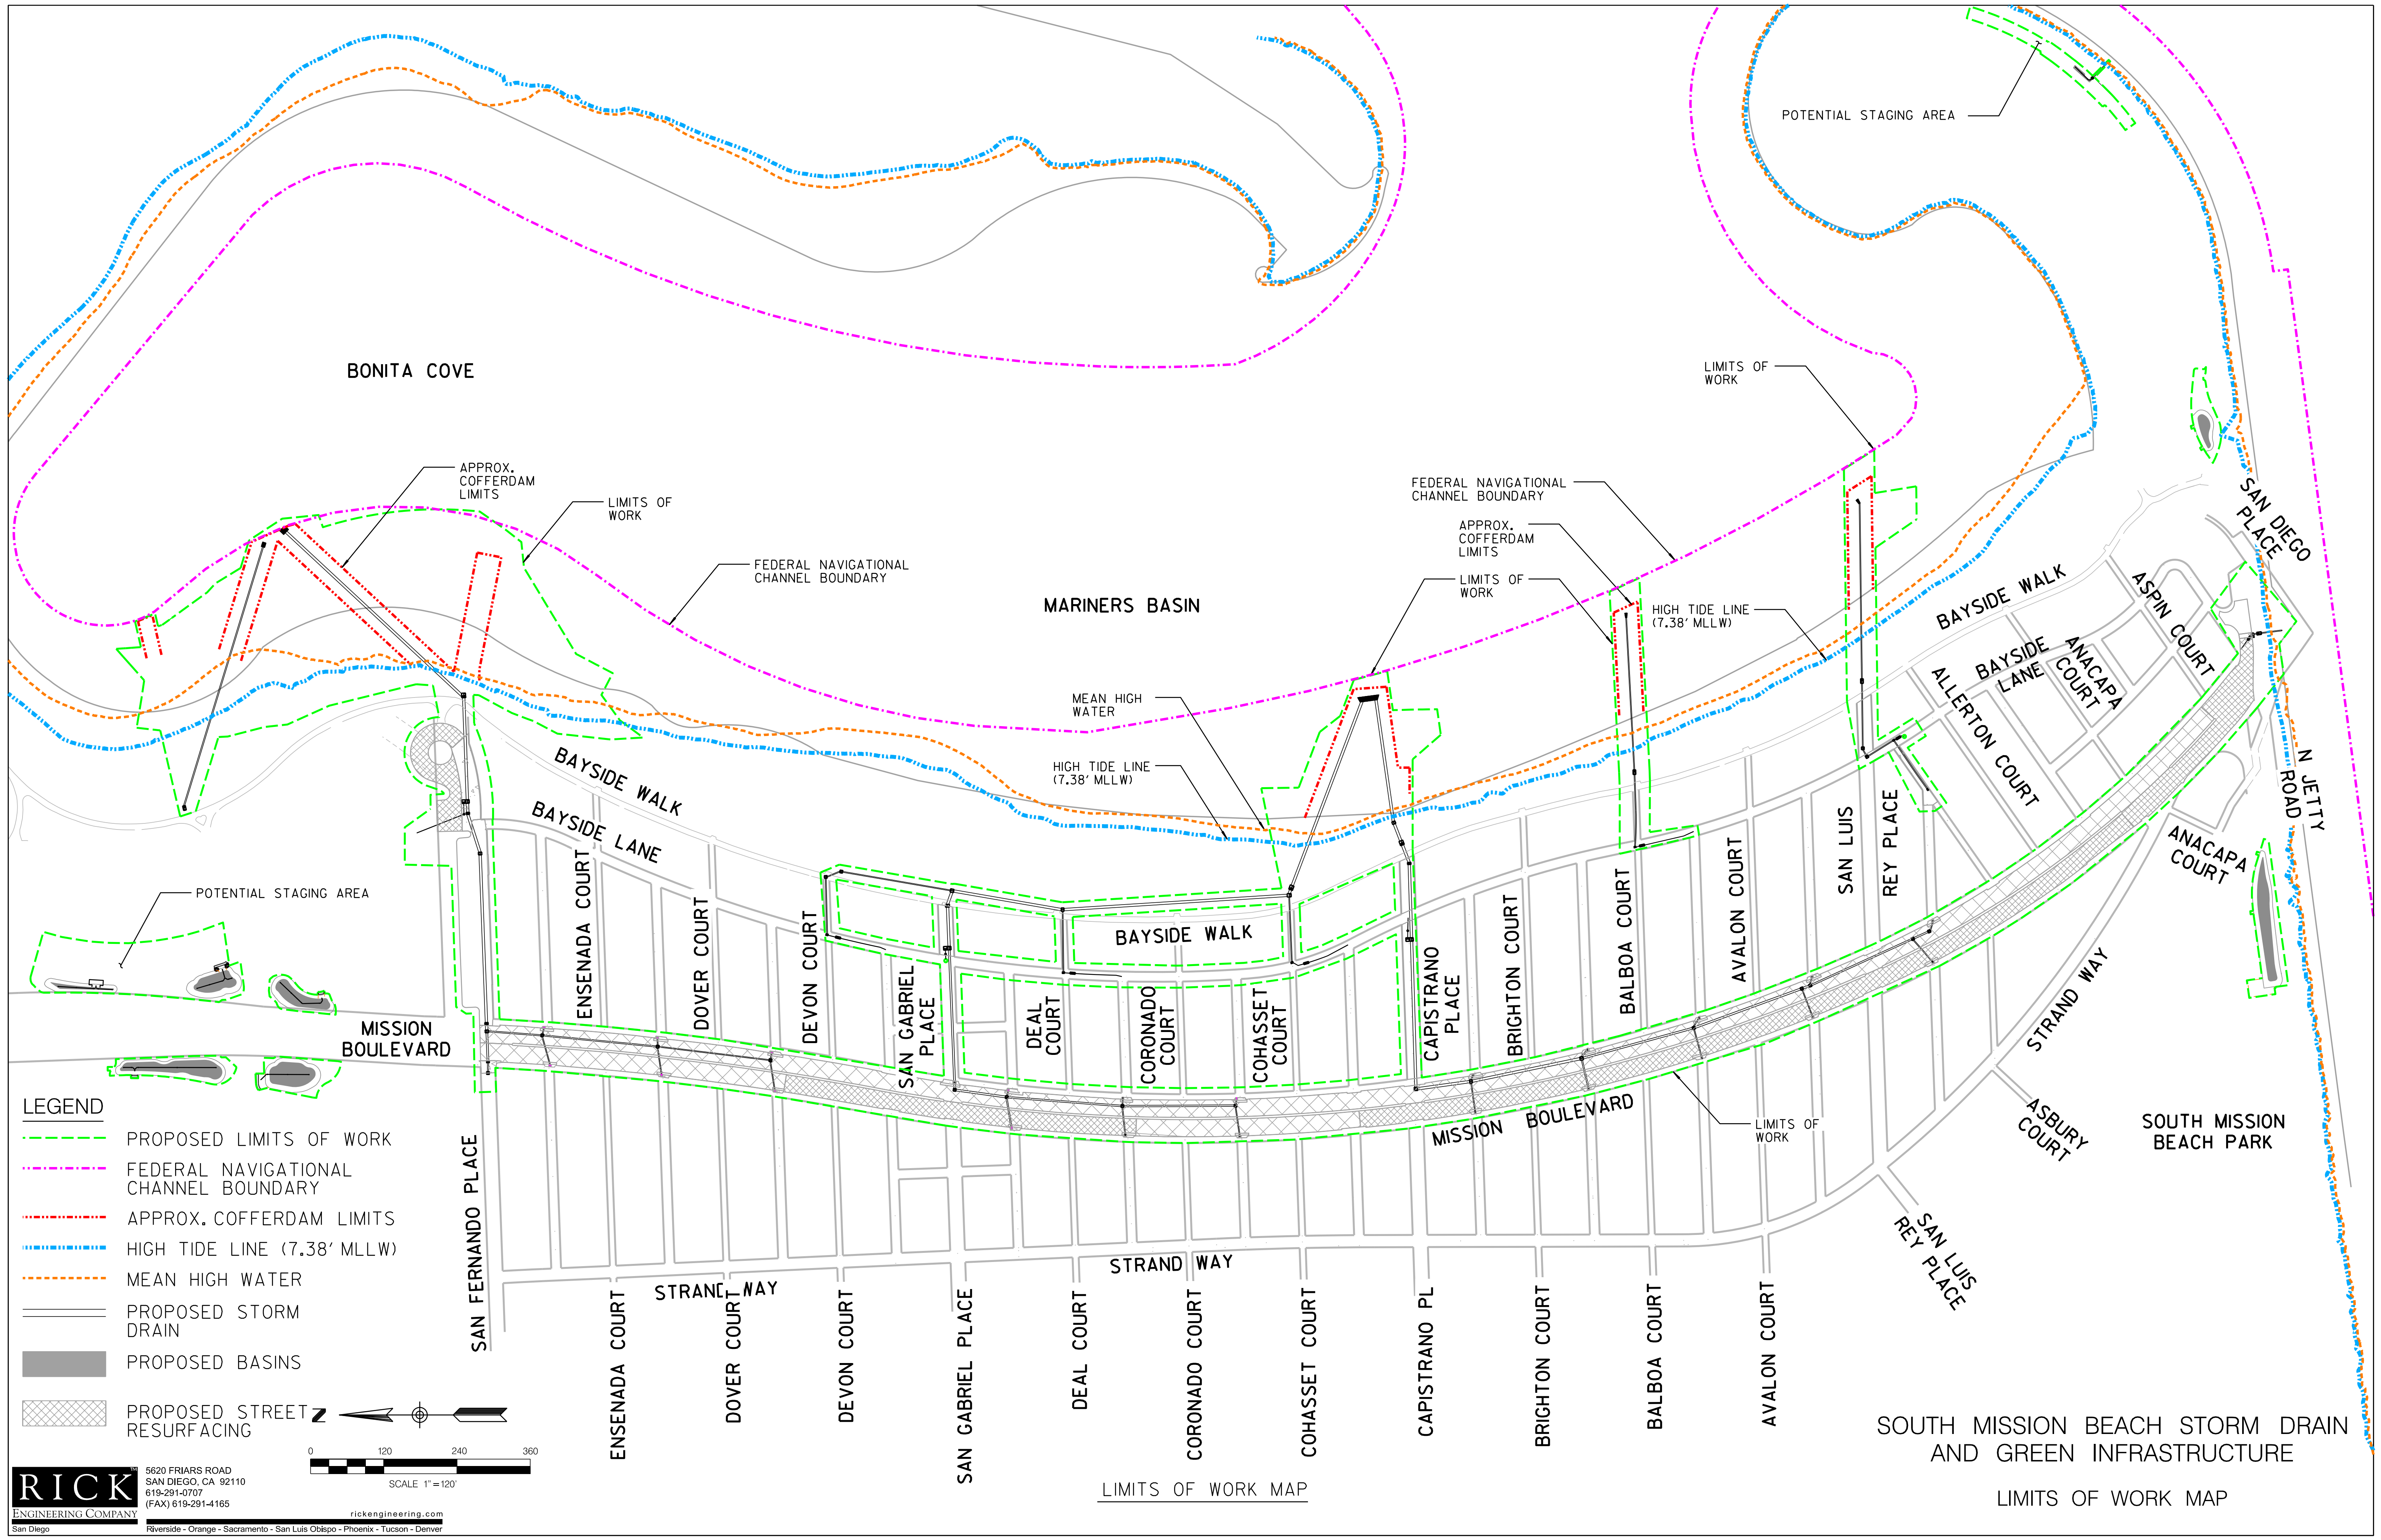 POTENTIAL STAGING AREA
BONITA COVE
LIMITS OF
WORK
APPROX.
COFFERDAM
LIMITS
LIMITS OF
WORK
FEDERAL NAVIGATIONAL
CHANNEL BOUNDARY
FEDERAL NAVIGATIONAL
CHANNEL BOUNDARY
APPROX.
COFFERDAM
LIMITS
LIMITS OF
WORK
MARINERS BASIN
HIGH TIDE LINE
(7.38' MLLW)
MEAN HIGH
WATER
HIGH TIDE LINE
(7.38' MLLW)
SAN DIEGO
PLACE
BAYSIDE WALK
ASPIN COURT
BAYSIDE
LANE
ANACAPA
COURT
ALLERTON COURT
N JETTY
ROAD
ANACAPA
COURT
BAYSIDE WALK
BAYSIDE LANE
POTENTIAL STAGING AREA
ENSENADA COURT
DOVER COURT
DEVON COURT
SAN GABRIEL
PLACE
DEAL
COURT
BAYSIDE WALK
CORONADO
COURT
COHASSET
COURT
CAPISTRANO
PLACE
BRIGHTON COURT
BALBOA COURT
AVALON COURT
SAN LUIS
REY PLACE
STRAND WAY
MISSION
BOULEVARD
MISSION BOULEVARD
LIMITS OF
WORK
ASBURY
COURT
SOUTH MISSION
BEACH PARK
SAN LUIS
REY PLACE
SAN FERNANDO PLACE
STRAND WAY
STRAND WAY
ENSENADA COURT
DOVER COURT
DEVON COURT
SAN GABRIEL PLACE
DEAL COURT
CORONADO COURT
COHASSET COURT
CAPISTRANO PL
BRIGHTON COURT
BALBOA COURT
AVALON COURT
LEGEND
PROPOSED LIMITS OF WORK
FEDERAL NAVIGATIONAL
CHANNEL BOUNDARY
APPROX. COFFERDAM LIMITS
HIGH TIDE LINE (7.38' MLLW)
MEAN HIGH WATER
PROPOSED STORM
DRAIN
PROPOSED BASINS
PROPOSED STREET
RESURFACING
N
0 120 240 360
SCALE 1"=120'
RICK™
ENGINEERING COMPANY
San Diego
5620 FRIARS ROAD
SAN DIEGO, CA 92110
619-291-0707
(FAX) 619-291-4165
rickengineering.com
Riverside - Orange - Sacramento - San Luis Obispo - Phoenix - Tucson - Denver
LIMITS OF WORK MAP
SOUTH MISSION BEACH STORM DRAIN
AND GREEN INFRASTRUCTURE
LIMITS OF WORK MAP